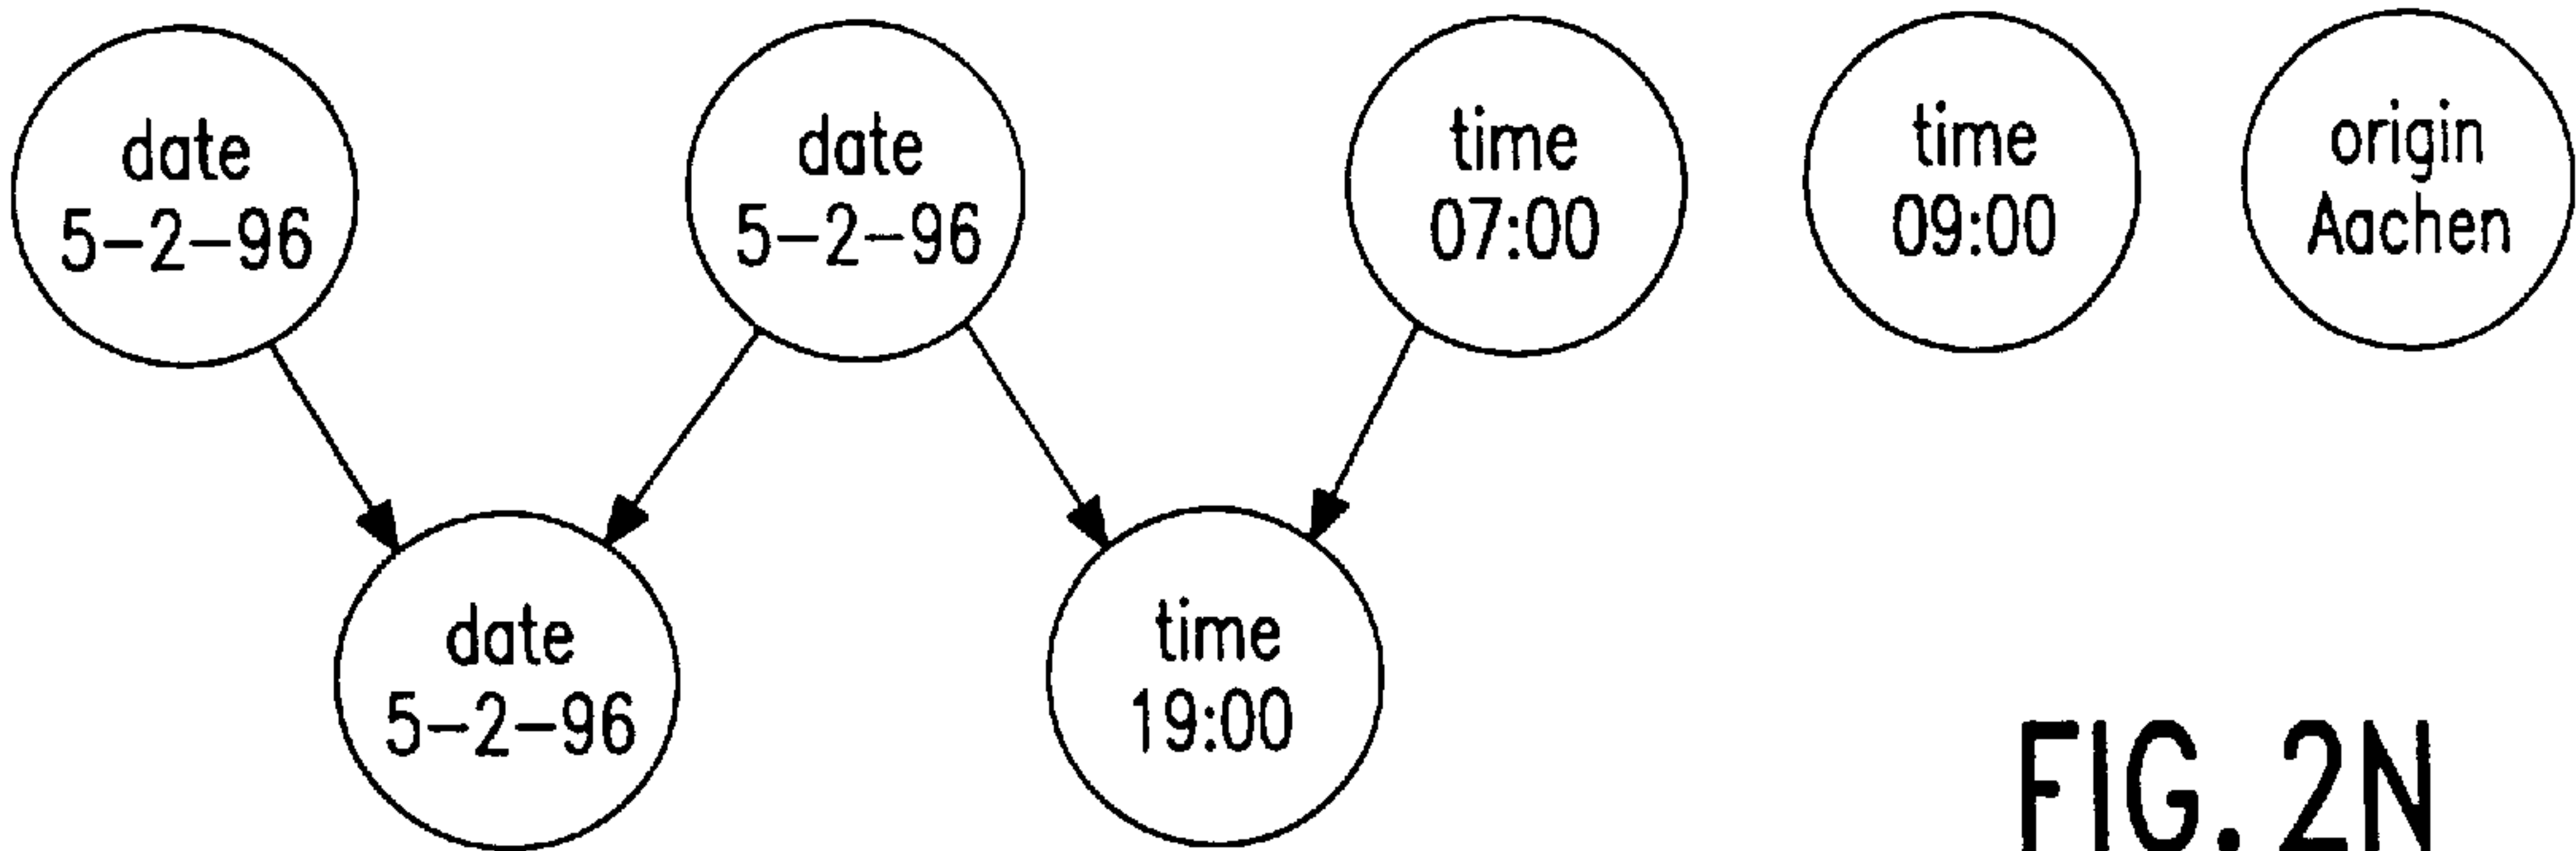 date
5-2-96
date
5-2-96
time
07:00
time
09:00
origin
Aachen
date
5-2-96
time
19:00
FIG. 2N